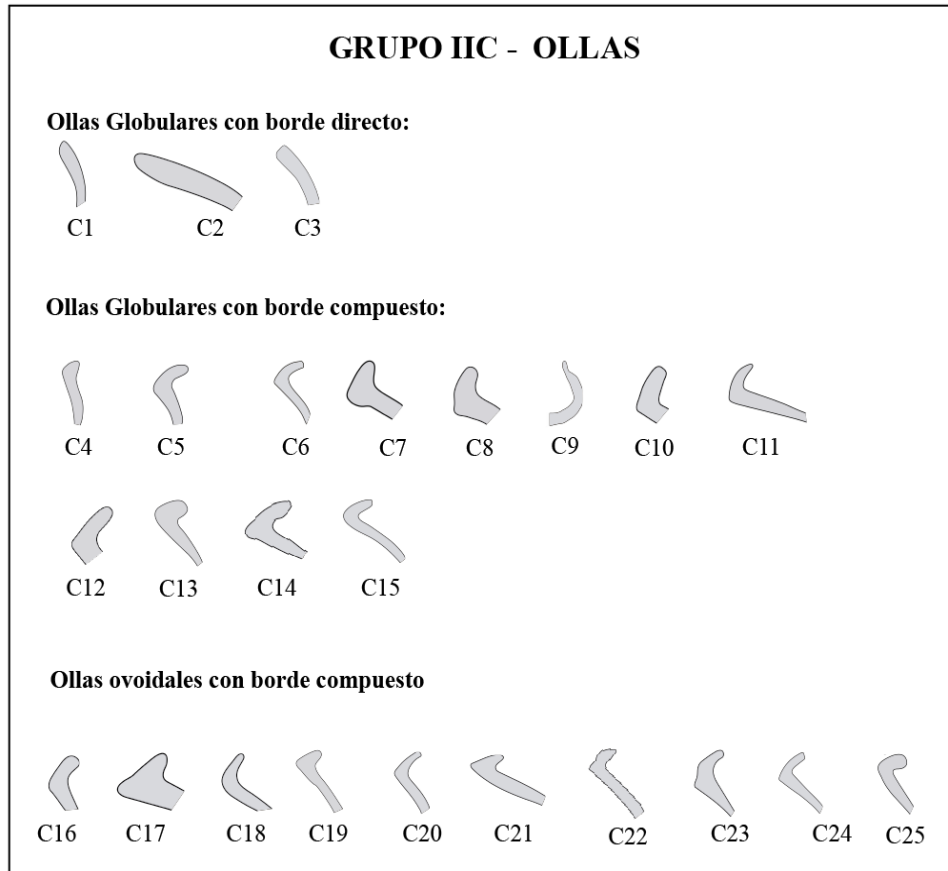 GRUPO IIC - OLLAS
Ollas Globulares con borde directo:
C1 C2 C3
Ollas Globulares con borde compuesto:
C4 C5 C6 C7 C8 C9 C10 C11
C12 C13 C14 C15
Ollas ovoidales con borde compuesto
C16 C17 C18 C19 C20 C21 C22 C23 C24 C25